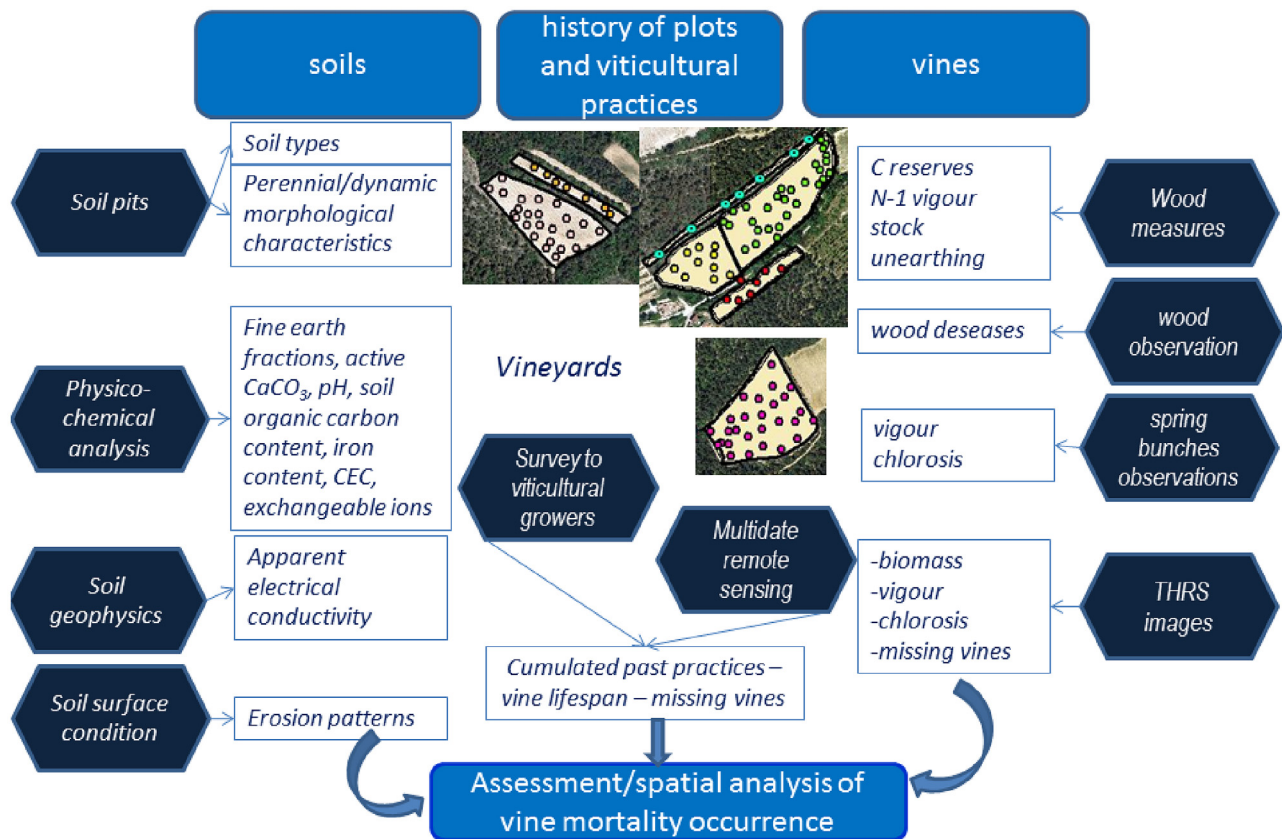 soils
history of plots
and viticultural
practices
vines
Soil pits
Soil types
Perennial/dynamic
morphological
characteristics
C reserves
N-1 vigour
stock
unearthing
Wood
measures
wood deseases
wood
observation
Physico-
chemical
analysis
Fine earth
fractions, active
CaCO₃, pH, soil
organic carbon
content, iron
content, CEC,
exchangeable ions
Vineyards
vigour
chlorosis
spring
bunches
observations
Survey to
viticultural
growers
Multidate
remote
sensing
Soil
geophysics
Apparent
electrical
conductivity
-biomass
-vigour
-chlorosis
-missing vines
THRS
images
Soil surface
condition
Erosion patterns
Cumulated past practices –
vine lifespan – missing vines
Assessment/spatial analysis of
vine mortality occurrence